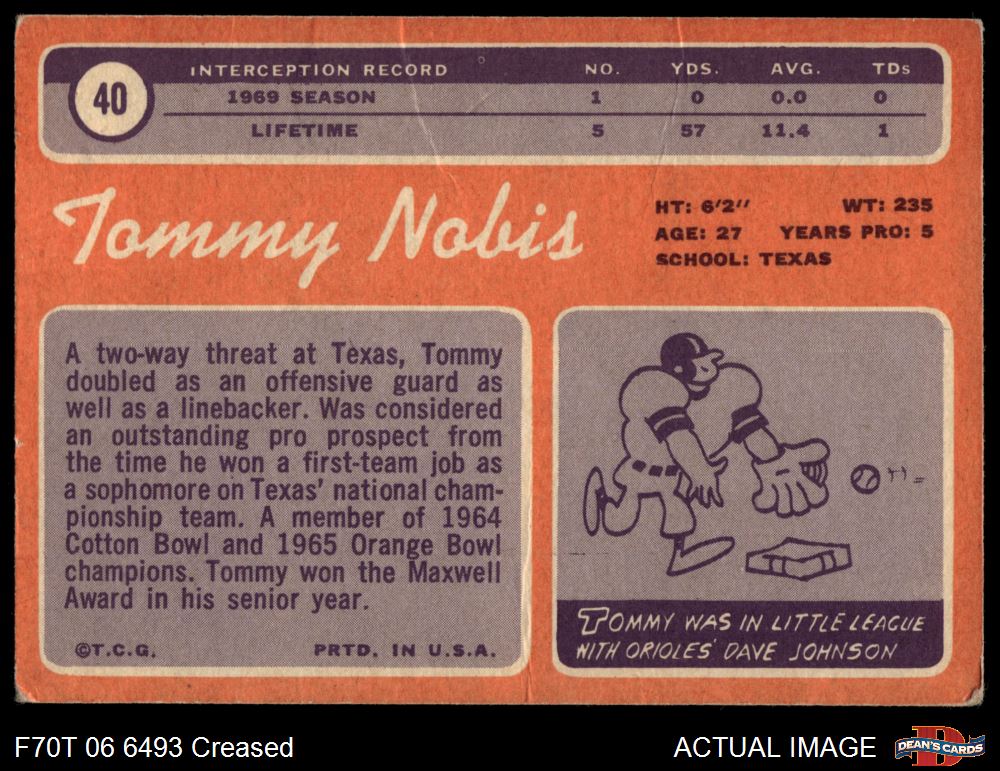 40
INTERCEPTION RECORD NO. YDS. AVG. TDs
1969 SEASON 1 0 0.0 0
LIFETIME 5 57 11.4 1
Tommy Nobis
HT: 6'2" WT: 235
AGE: 27 YEARS PRO: 5
SCHOOL: TEXAS
A two-way threat at Texas, Tommy
doubled as an offensive guard as
well as a linebacker. Was considered
an outstanding pro prospect from
the time he won a first-team job as
a sophomore on Texas' national cham-
pionship team. A member of 1964
Cotton Bowl and 1965 Orange Bowl
champions. Tommy won the Maxwell
Award in his senior year.
©T.C.G. PRTD. IN U.S.A.
TOMMY WAS IN LITTLE LEAGUE
WITH ORIOLES' DAVE JOHNSON
F70T 06 6493 Creased
ACTUAL IMAGE
D
DEAN'S CARDS